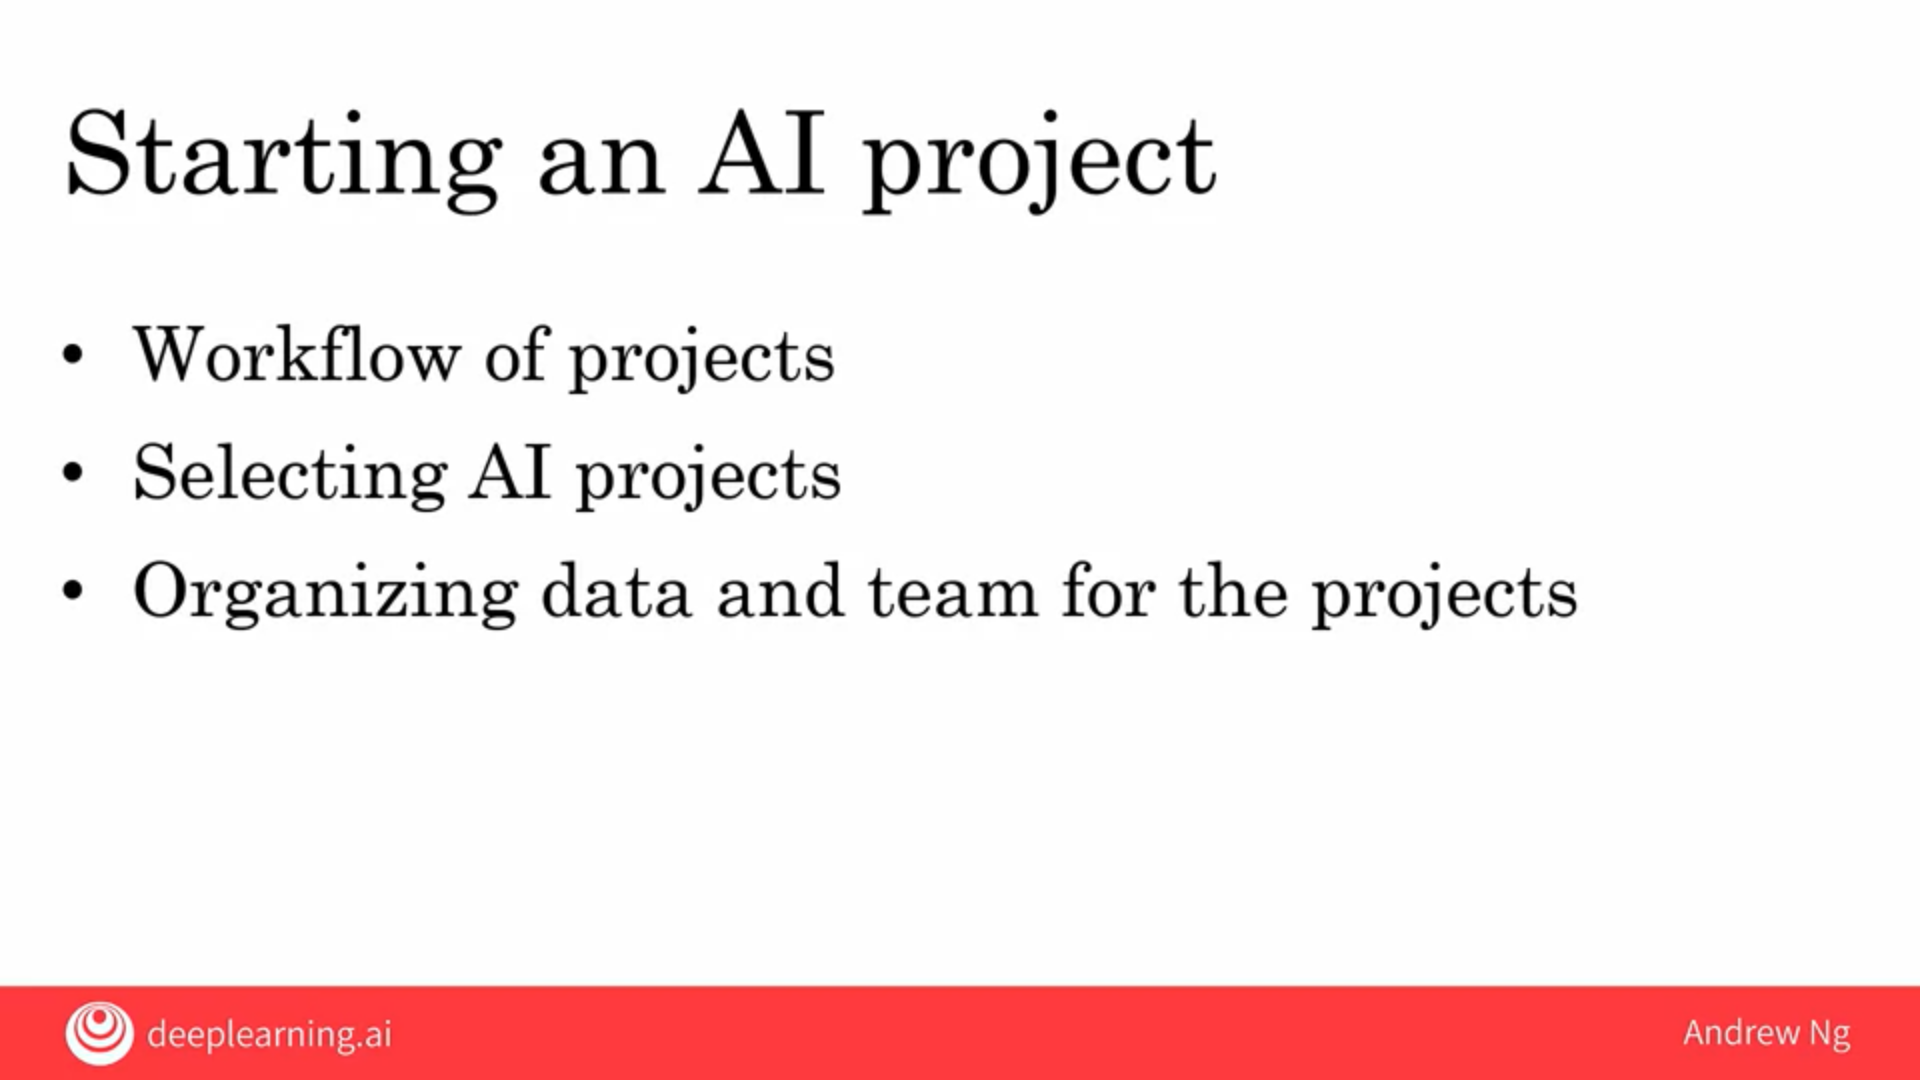 Starting an AI project
• Workflow of projects
• Selecting AI projects
• Organizing data and team for the projects
deeplearning.ai
Andrew Ng